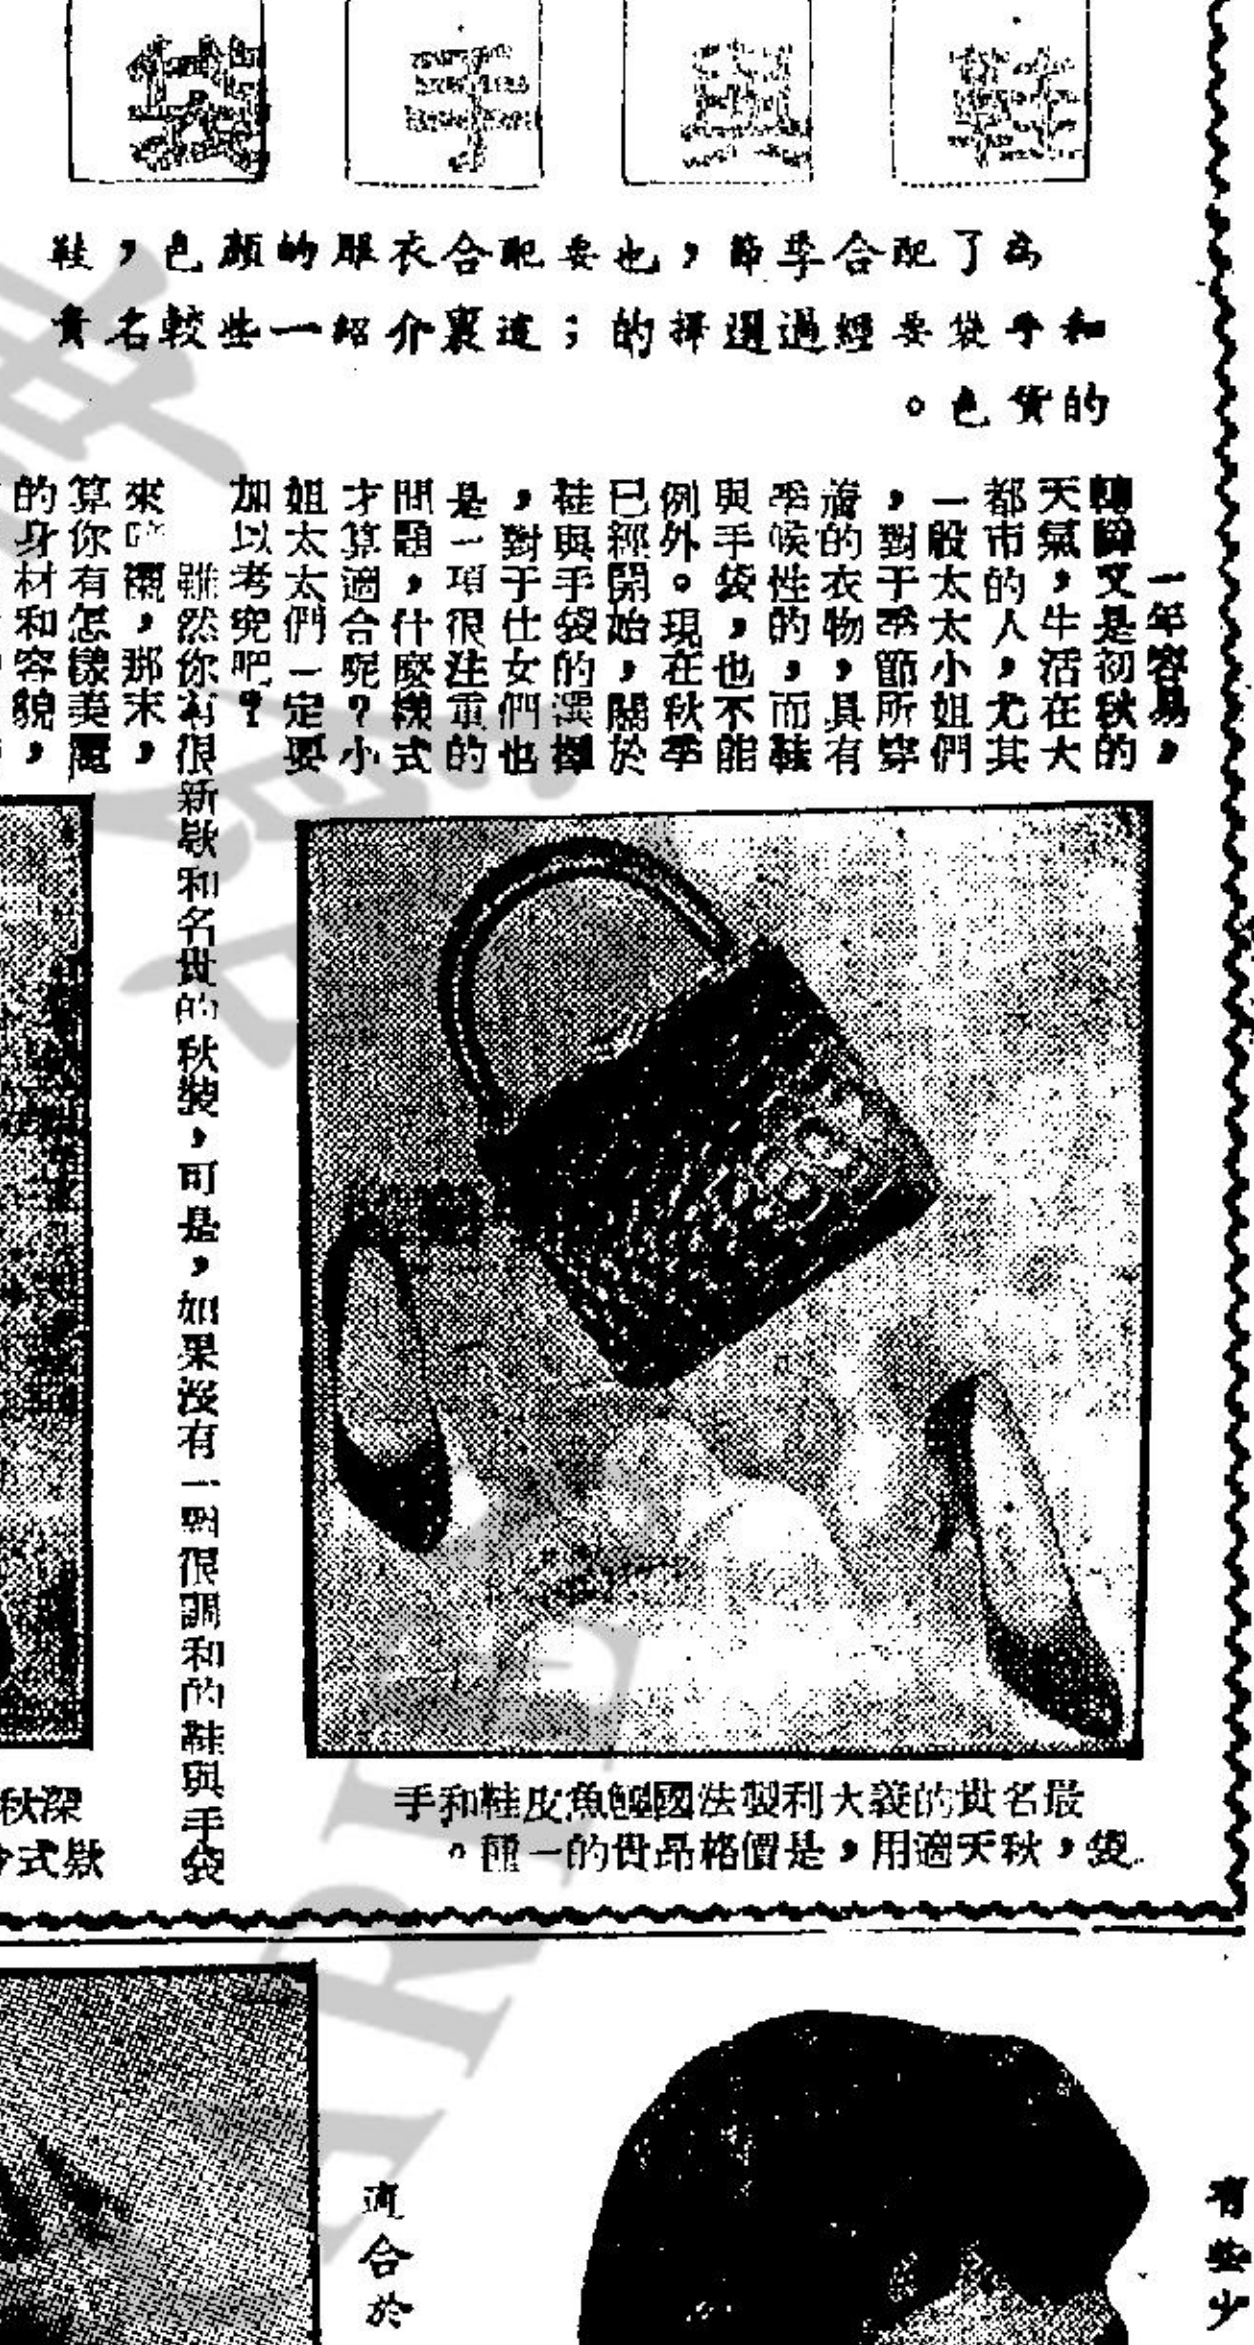 為了配合季節，也要配合衣服的顏色，鞋
和手袋要經過選擇的；這裏介紹一些較名貴
的貨色。
一年容易，
轉瞬又是初秋的
天氣，生活在大
都市的人，尤其
一般太太小姐們
，對于季節所穿
着的衣物，具有
季候性的，而鞋
與手袋，也不能
例外。現在秋季
已經開始，關於
鞋與手袋的選擇
，對于仕女們也
是一項很注重的
問題，什麼樣式
才算適合呢？小
姐太太們一定要
加以考究吧？
雖然你有很新款和名貴的秋裝，可是，如果沒有一點很調和的鞋與手袋
來 ，那末，
算你有怎樣美麗
的身材和容貌，
最名貴的義大利製法國鱷魚皮鞋和手
袋，秋天適用，是價格昂貴的一種。
深秋
款式
有些少
適合於